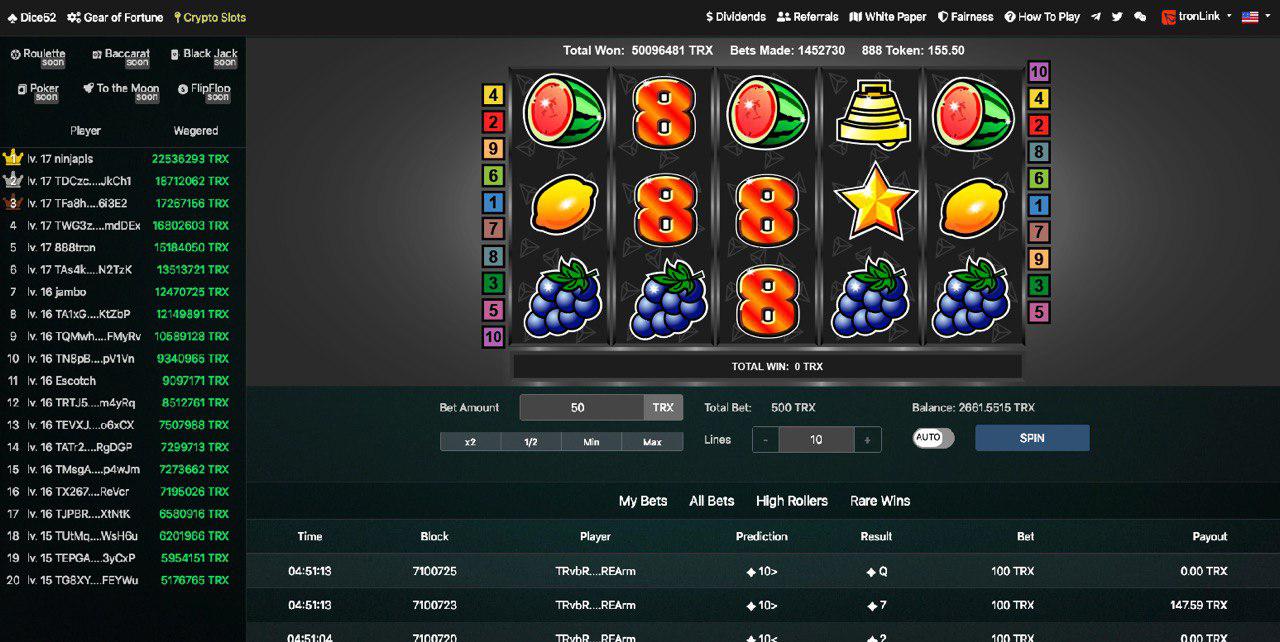 Dice52 Gear of Fortune Crypto Slots $ Dividends Referrals White Paper Fairness How To Play tronLink
Roulette soon Baccarat soon Black Jack soon
Poker soon To the Moon soon FlipFlop soon
Player Wegered
1 lv. 17 ninjapls 22536293 TRX
2 lv. 17 TDCzc....JkCh1 18712062 TRX
3 lv. 17 TFa8h....6i3E2 17267156 TRX
4 lv. 17 TWG3z....mdDEx 16802603 TRX
5 lv. 17 888tron 15184050 TRX
6 lv. 17 TAs4k....N2TzK 13513721 TRX
7 lv. 16 jambo 12470725 TRX
8 lv. 16 TA1xG....KtZbP 12149891 TRX
9 lv. 16 TQMwh....FMyRv 10589128 TRX
10 lv. 16 TN8pB....pV1Vn 9340965 TRX
11 lv. 16 Escotch 9097171 TRX
12 lv. 16 TRTJ5....m4yRq 8512761 TRX
13 lv. 16 TEVXJ....o6xCX 7507988 TRX
14 lv. 16 TATr2....RgDGP 7299713 TRX
15 lv. 16 TMsgA....p4wJm 7273662 TRX
16 lv. 16 TX267....ReVcr 7195026 TRX
17 lv. 16 TJPBR....XtNtK 6580916 TRX
18 lv. 15 TUtMq....WsHGu 6201966 TRX
19 lv. 15 TEPGA....3yCxP 5954151 TRX
20 lv. 15 TG8XY....FEYWu 5176765 TRX
Total Won: 50096481 TRX Bets Made: 1452730 888 Token: 155.50
4
2
9
6
1
7
8
3
5
10
8
8 8
8
10
4
2
8
6
1
7
9
3
5
TOTAL WIN: 0 TRX
Bet Amount 50 TRX Total Bet: 500 TRX Balance: 2661.5515 TRX
x2 1/2 Min Max Lines - 10 + AUTO SPIN
My Bets All Bets High Rollers Rare Wins
Time Block Player Prediction Result Bet Payout
04:51:13 7100725 TRvbR....REArm ◆ 10> ◆ Q 100 TRX 0.00 TRX
04:51:13 7100723 TRvbR....REArm ◆ 10> ◆ 7 100 TRX 147.59 TRX
04:51:04 7100720 TRvbR....REArm ◆ 10< ◆ 2 100 TRX 0.00 TRX